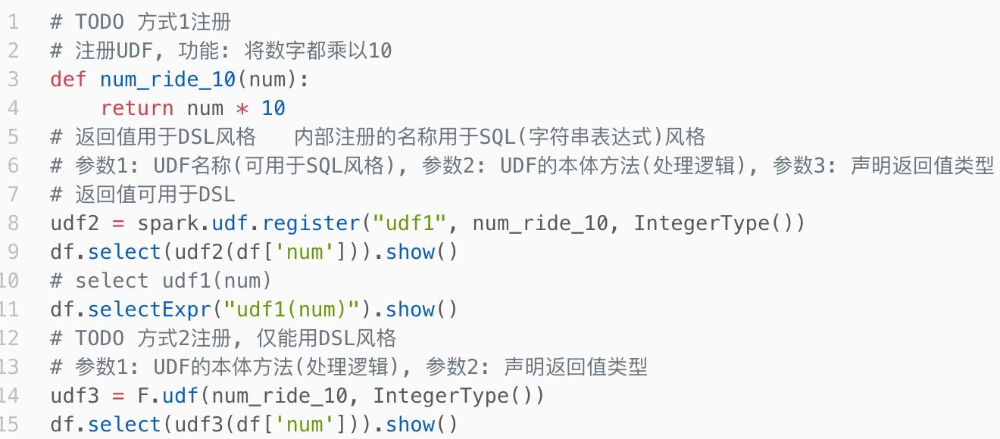 1 # TODO 方式1注册
2 # 注册UDF, 功能: 将数字都乘以10
3 def num_ride_10(num):
4     return num * 10
5 # 返回值用于DSL风格   内部注册的名称用于SQL(字符串表达式)风格
6 # 参数1: UDF名称(可用于SQL风格), 参数2: UDF的本体方法(处理逻辑), 参数3: 声明返回值类型
7 # 返回值可用于DSL
8 udf2 = spark.udf.register("udf1", num_ride_10, IntegerType())
9 df.select(udf2(df['num'])).show()
10 # select udf1(num)
11 df.selectExpr("udf1(num)").show()
12 # TODO 方式2注册, 仅能用DSL风格
13 # 参数1: UDF的本体方法(处理逻辑), 参数2: 声明返回值类型
14 udf3 = F.udf(num_ride_10, IntegerType())
15 df.select(udf3(df['num'])).show()